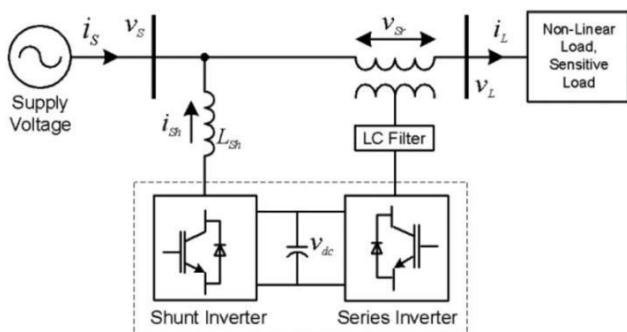 i_S
v_S
v_Sr
i_L
Non-Linear
Load,
Sensitive
Load
Supply
Voltage
v_L
i_Sh
L_Sh
LC Filter
v_dc
Shunt Inverter
Series Inverter